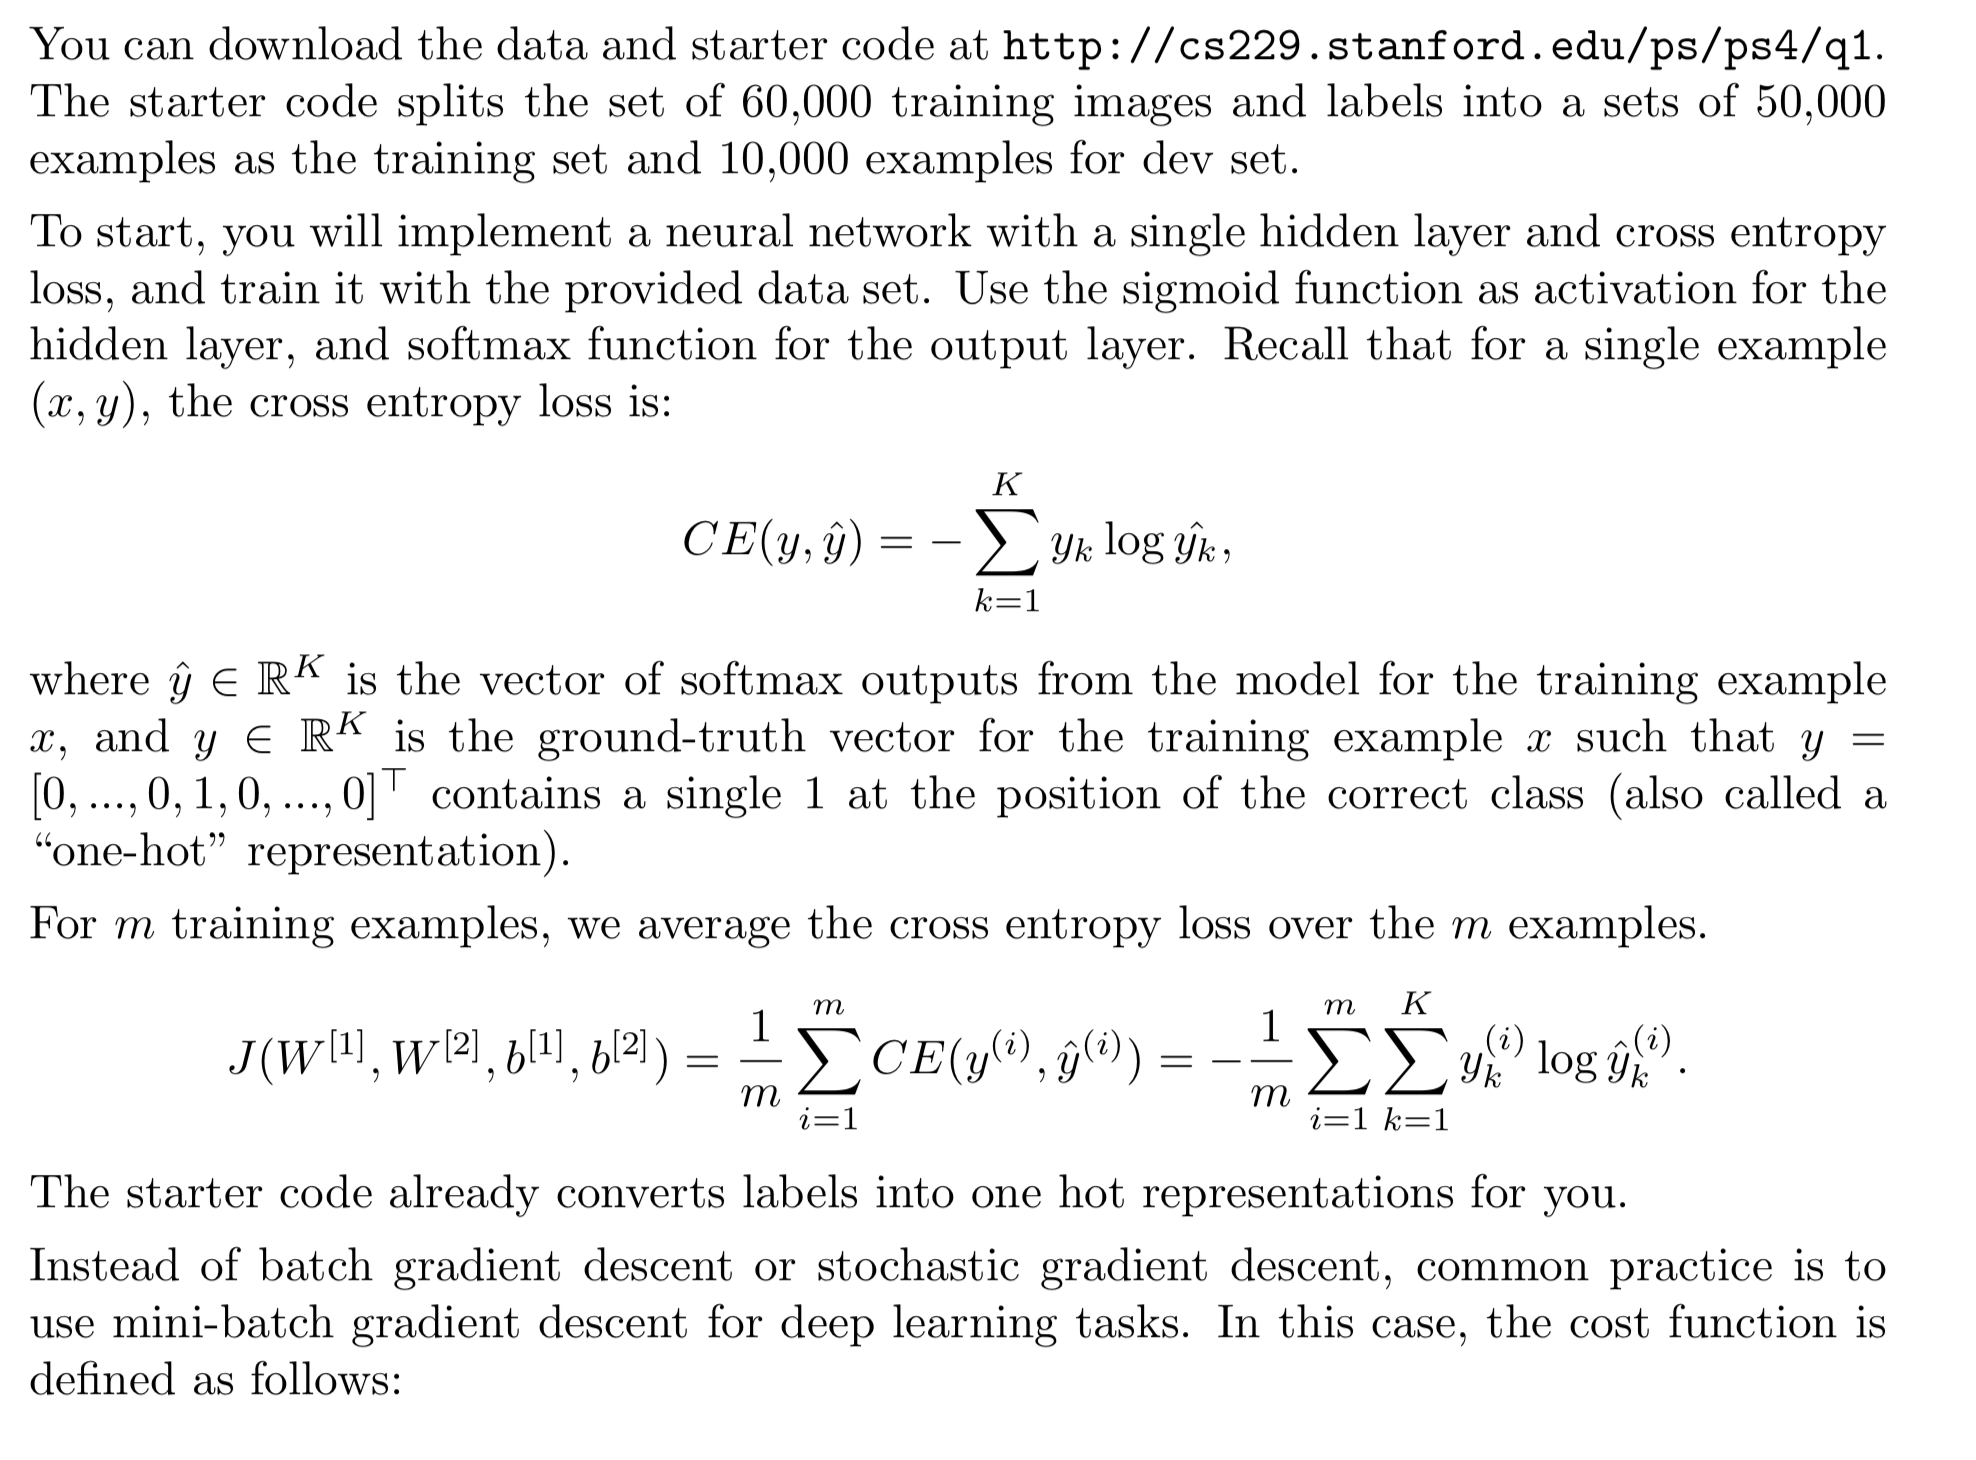 You can download the data and starter code at http://cs229.stanford.edu/ps/ps4/q1.
The starter code splits the set of 60,000 training images and labels into a sets of 50,000
examples as the training set and 10,000 examples for dev set.
To start, you will implement a neural network with a single hidden layer and cross entropy
loss, and train it with the provided data set. Use the sigmoid function as activation for the
hidden layer, and softmax function for the output layer. Recall that for a single example
(x, y), the cross entropy loss is:
$CE(y, \hat{y}) = -\sum_{k=1}^{K} y_k \log \hat{y_k},$
where $\hat{y} \in \mathbb{R}^K$ is the vector of softmax outputs from the model for the training example
$x$, and $y \in \mathbb{R}^K$ is the ground-truth vector for the training example $x$ such that $y =$
$[0, ..., 0, 1, 0, ..., 0]^\top$ contains a single 1 at the position of the correct class (also called a
“one-hot” representation).
For $m$ training examples, we average the cross entropy loss over the $m$ examples.
$J(W^{[1]}, W^{[2]}, b^{[1]}, b^{[2]}) = \frac{1}{m} \sum_{i=1}^{m} CE(y^{(i)}, \hat{y}^{(i)}) = -\frac{1}{m} \sum_{i=1}^{m} \sum_{k=1}^{K} y_k^{(i)} \log \hat{y}_k^{(i)}.$
The starter code already converts labels into one hot representations for you.
Instead of batch gradient descent or stochastic gradient descent, common practice is to
use mini-batch gradient descent for deep learning tasks. In this case, the cost function is
defined as follows: